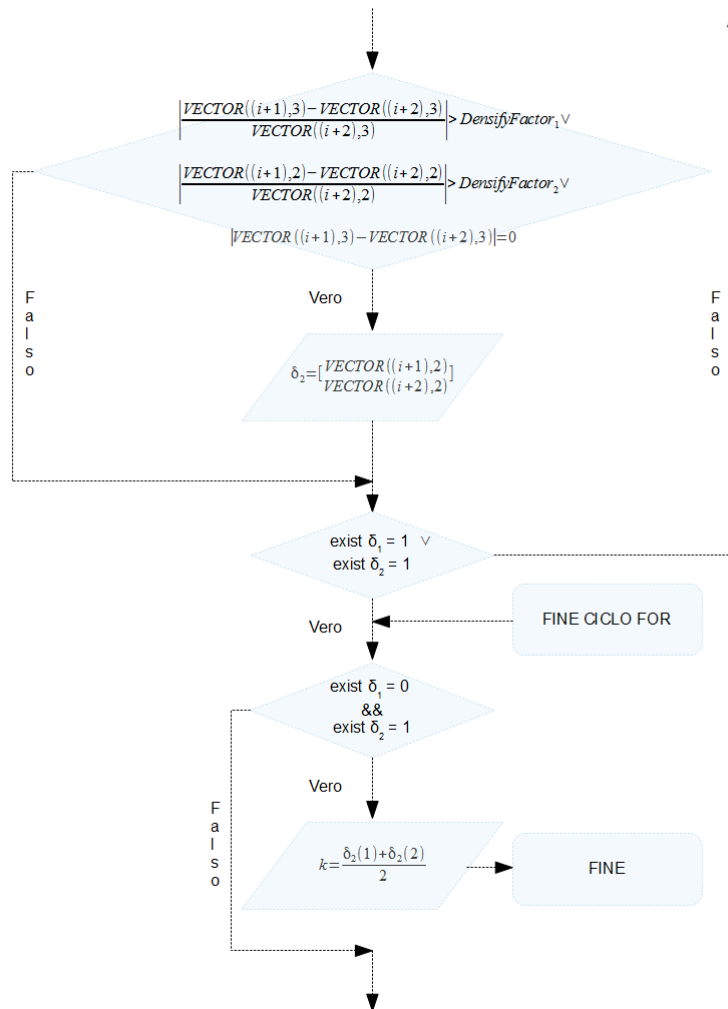 |VECTOR((i+1),3)−VECTOR((i+2),3)
VECTOR((i+2),3)|>DensifyFactor₁∨
|VECTOR((i+1),2)−VECTOR((i+2),2)
VECTOR((i+2),2)|>DensifyFactor₂∨
|VECTOR((i+1),3)−VECTOR((i+2),3)|=0
Falso
Vero
Falso
δ₂=[VECTOR((i+1),2)
VECTOR((i+2),2)]
exist δ₁ = 1 ∨
exist δ₂ = 1
Vero
FINE CICLO FOR
exist δ₁ = 0
&&
exist δ₂ = 1
Vero
Falso
k=δ₂(1)+δ₂(2)
2
FINE